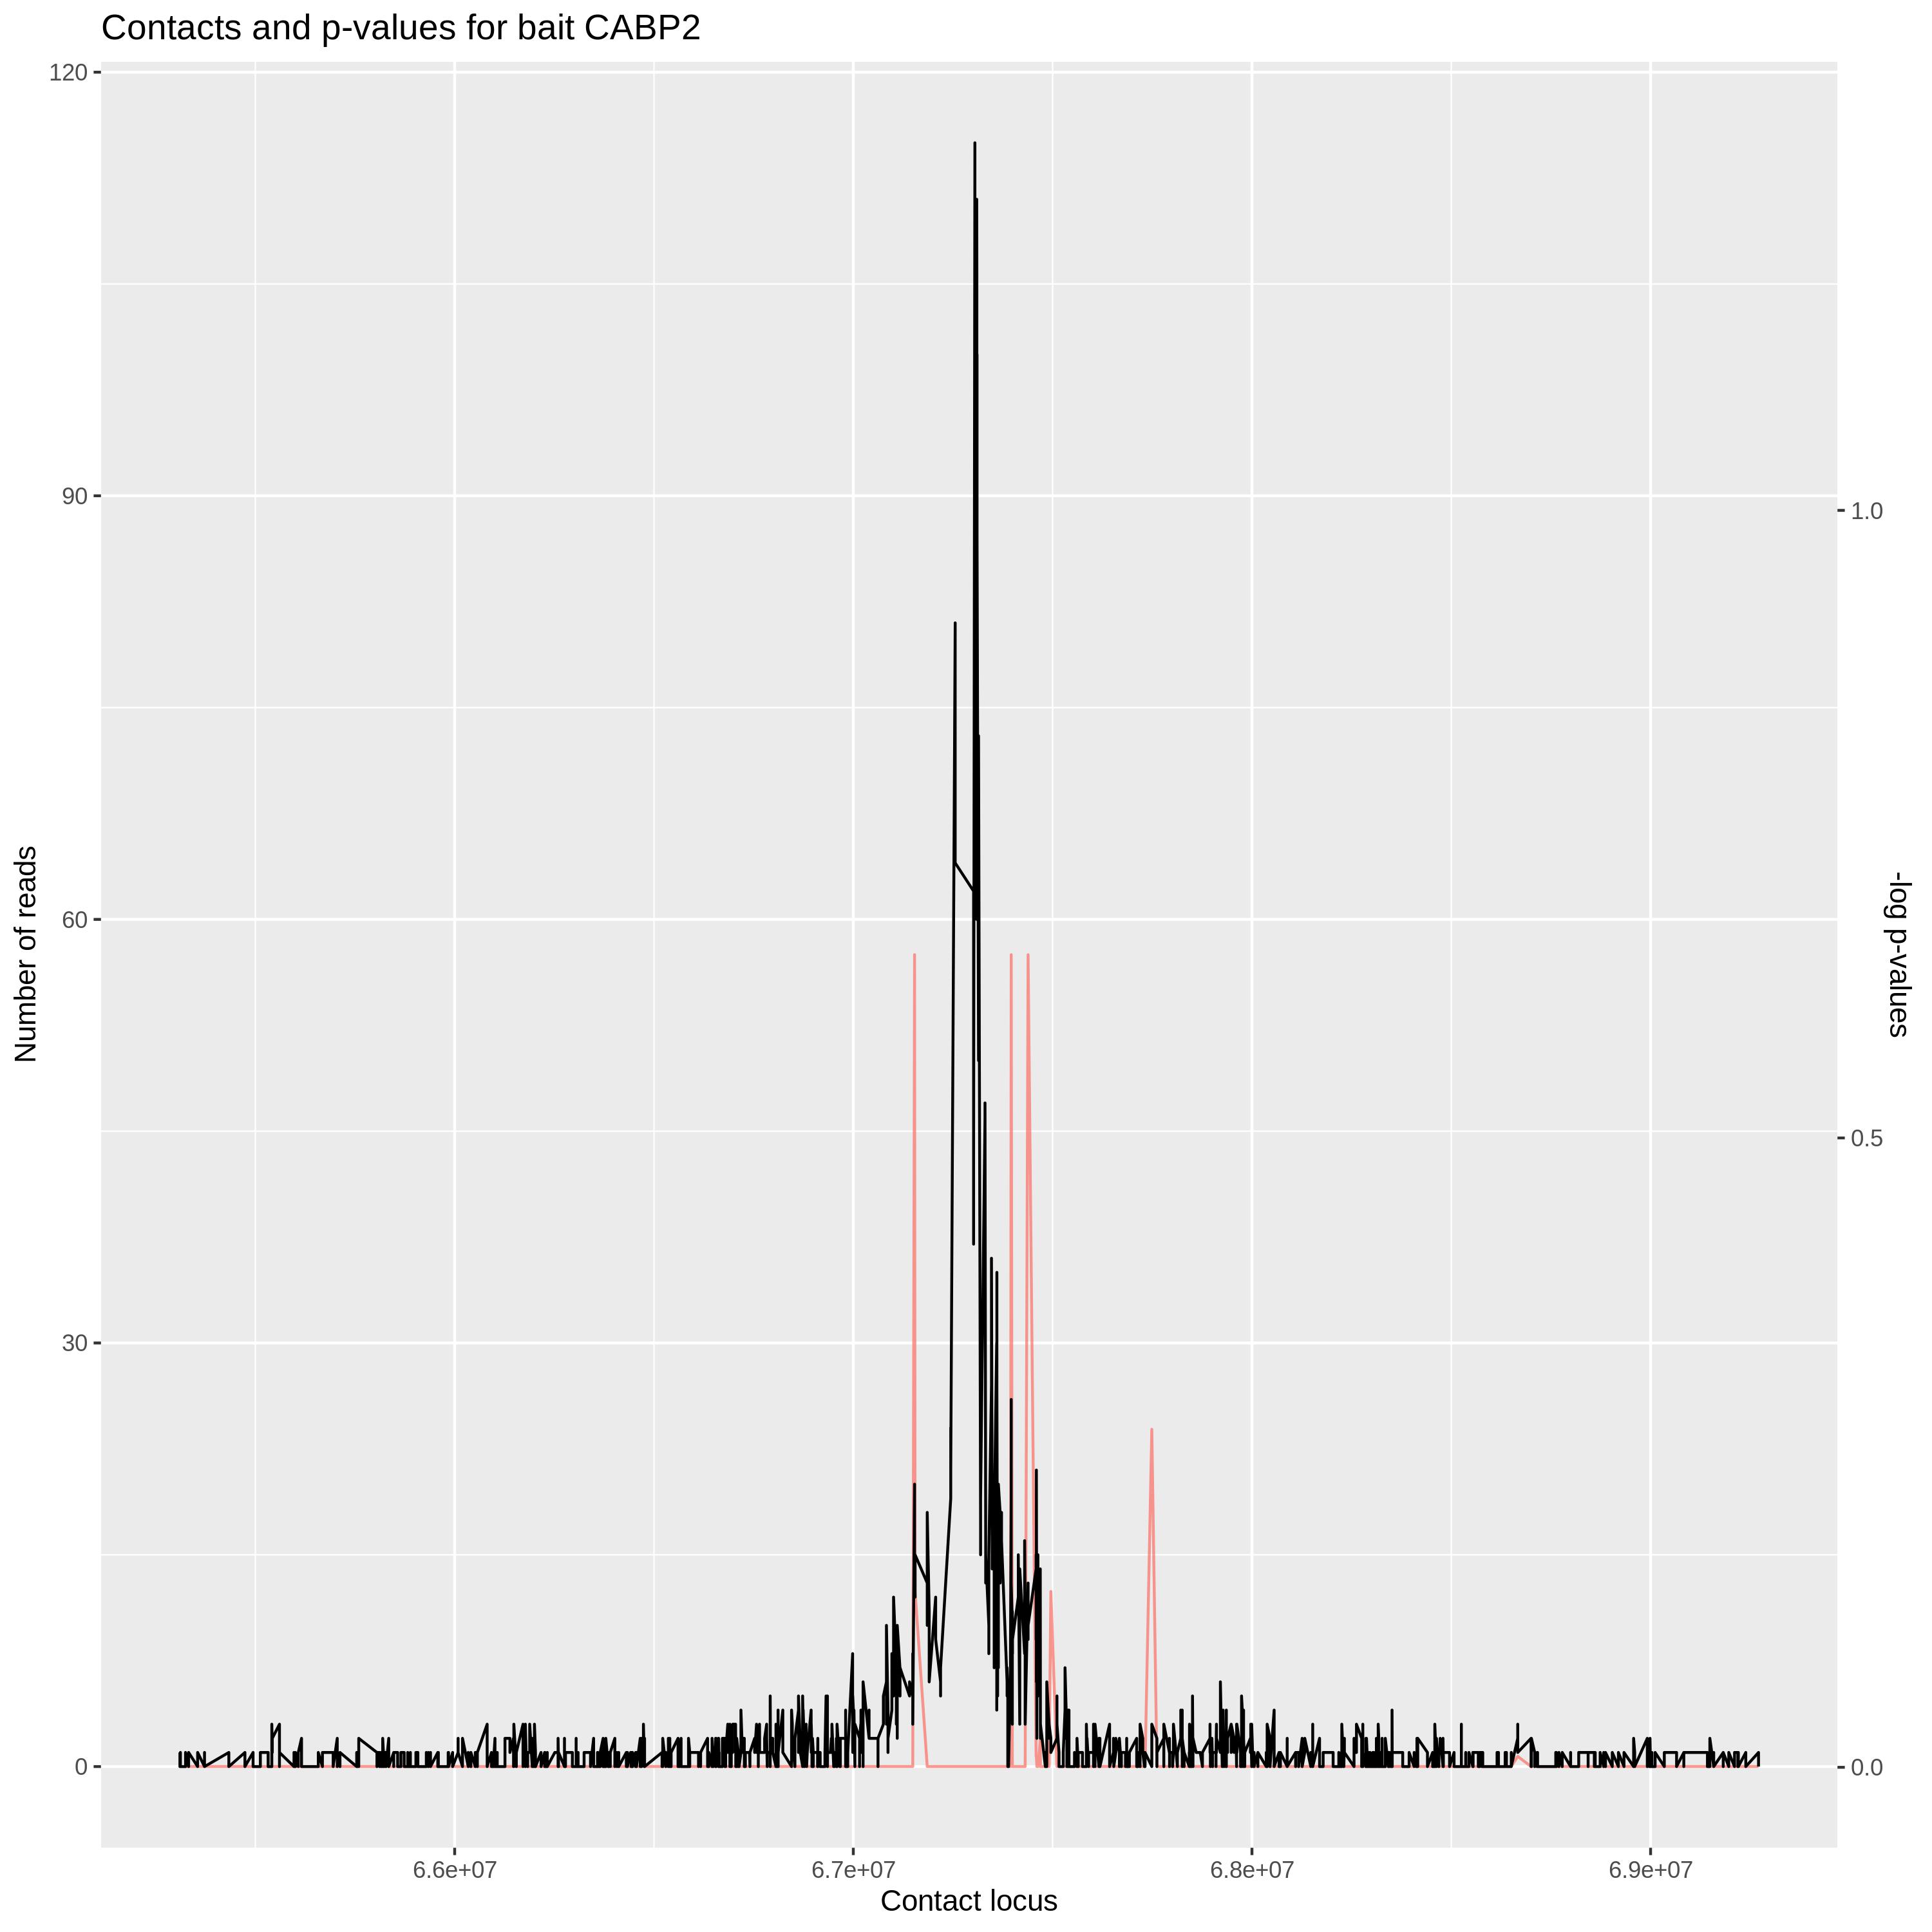 Contacts and p-values for bait CABP2
120
90
60
30
0
Number of reads
1.0
0.5
0.0
-log p-values
6.6e+07
6.7e+07
6.8e+07
6.9e+07
Contact locus